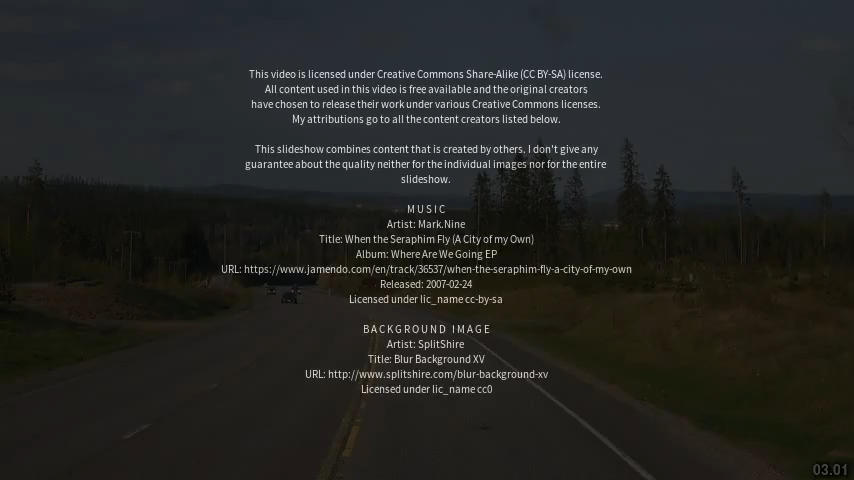 This video is licensed under Creative Commons Share-Alike (CC BY-SA) license.
All content used in this video is free available and the original creators
have chosen to release their work under various Creative Commons licenses.
My attributions go to all the content creators listed below.
This slideshow combines content that is created by others. I don't give any
guarantee about the quality neither for the individual images nor for the entire
slideshow.
MUSIC
Artist: Mark.Nine
Title: When the Seraphim Fly (A City of my Own)
Album: Where Are We Going EP
URL: https://www.jamendo.com/en/track/36537/when-the-seraphim-fly-a-city-of-my-own
Released: 2007-02-24
Licensed under lic_name cc-by-sa
BACKGROUND IMAGE
Artist: SplitShire
Title: Blur Background XV
URL: http://www.splitshire.com/blur-background-xv
Licensed under lic_name cc0
03.01